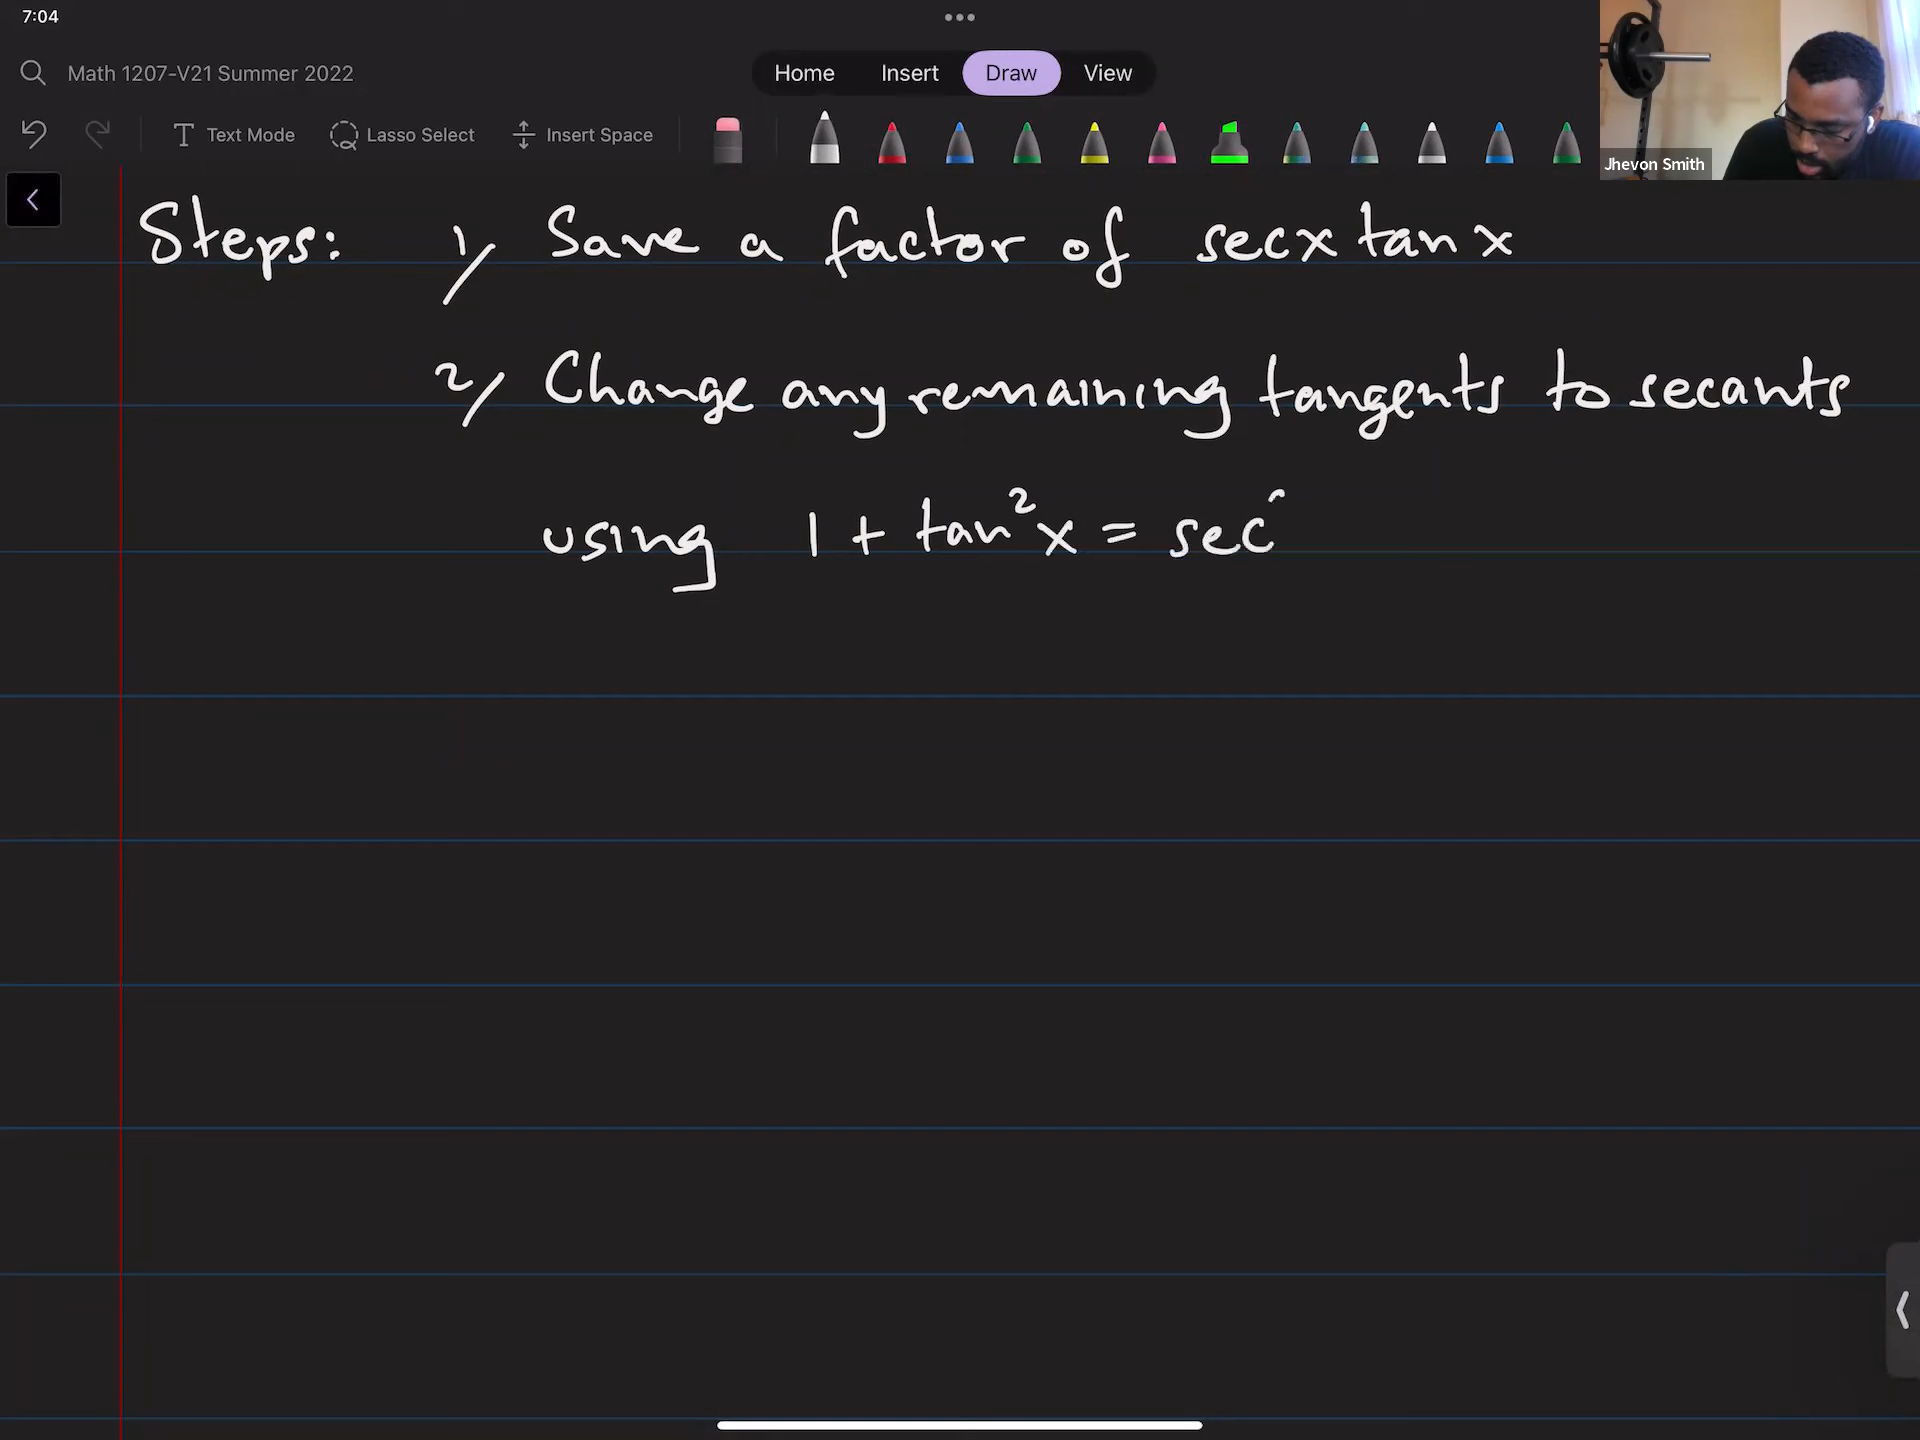 7:04
Math 1207-V21 Summer 2022
Home Insert Draw View
Text Mode Lasso Select Insert Space
Jhevon Smith
Steps: 1/ Save a factor of secx tan x
2/ Change any remaining tangents to secants
using 1 + tan²x = sec